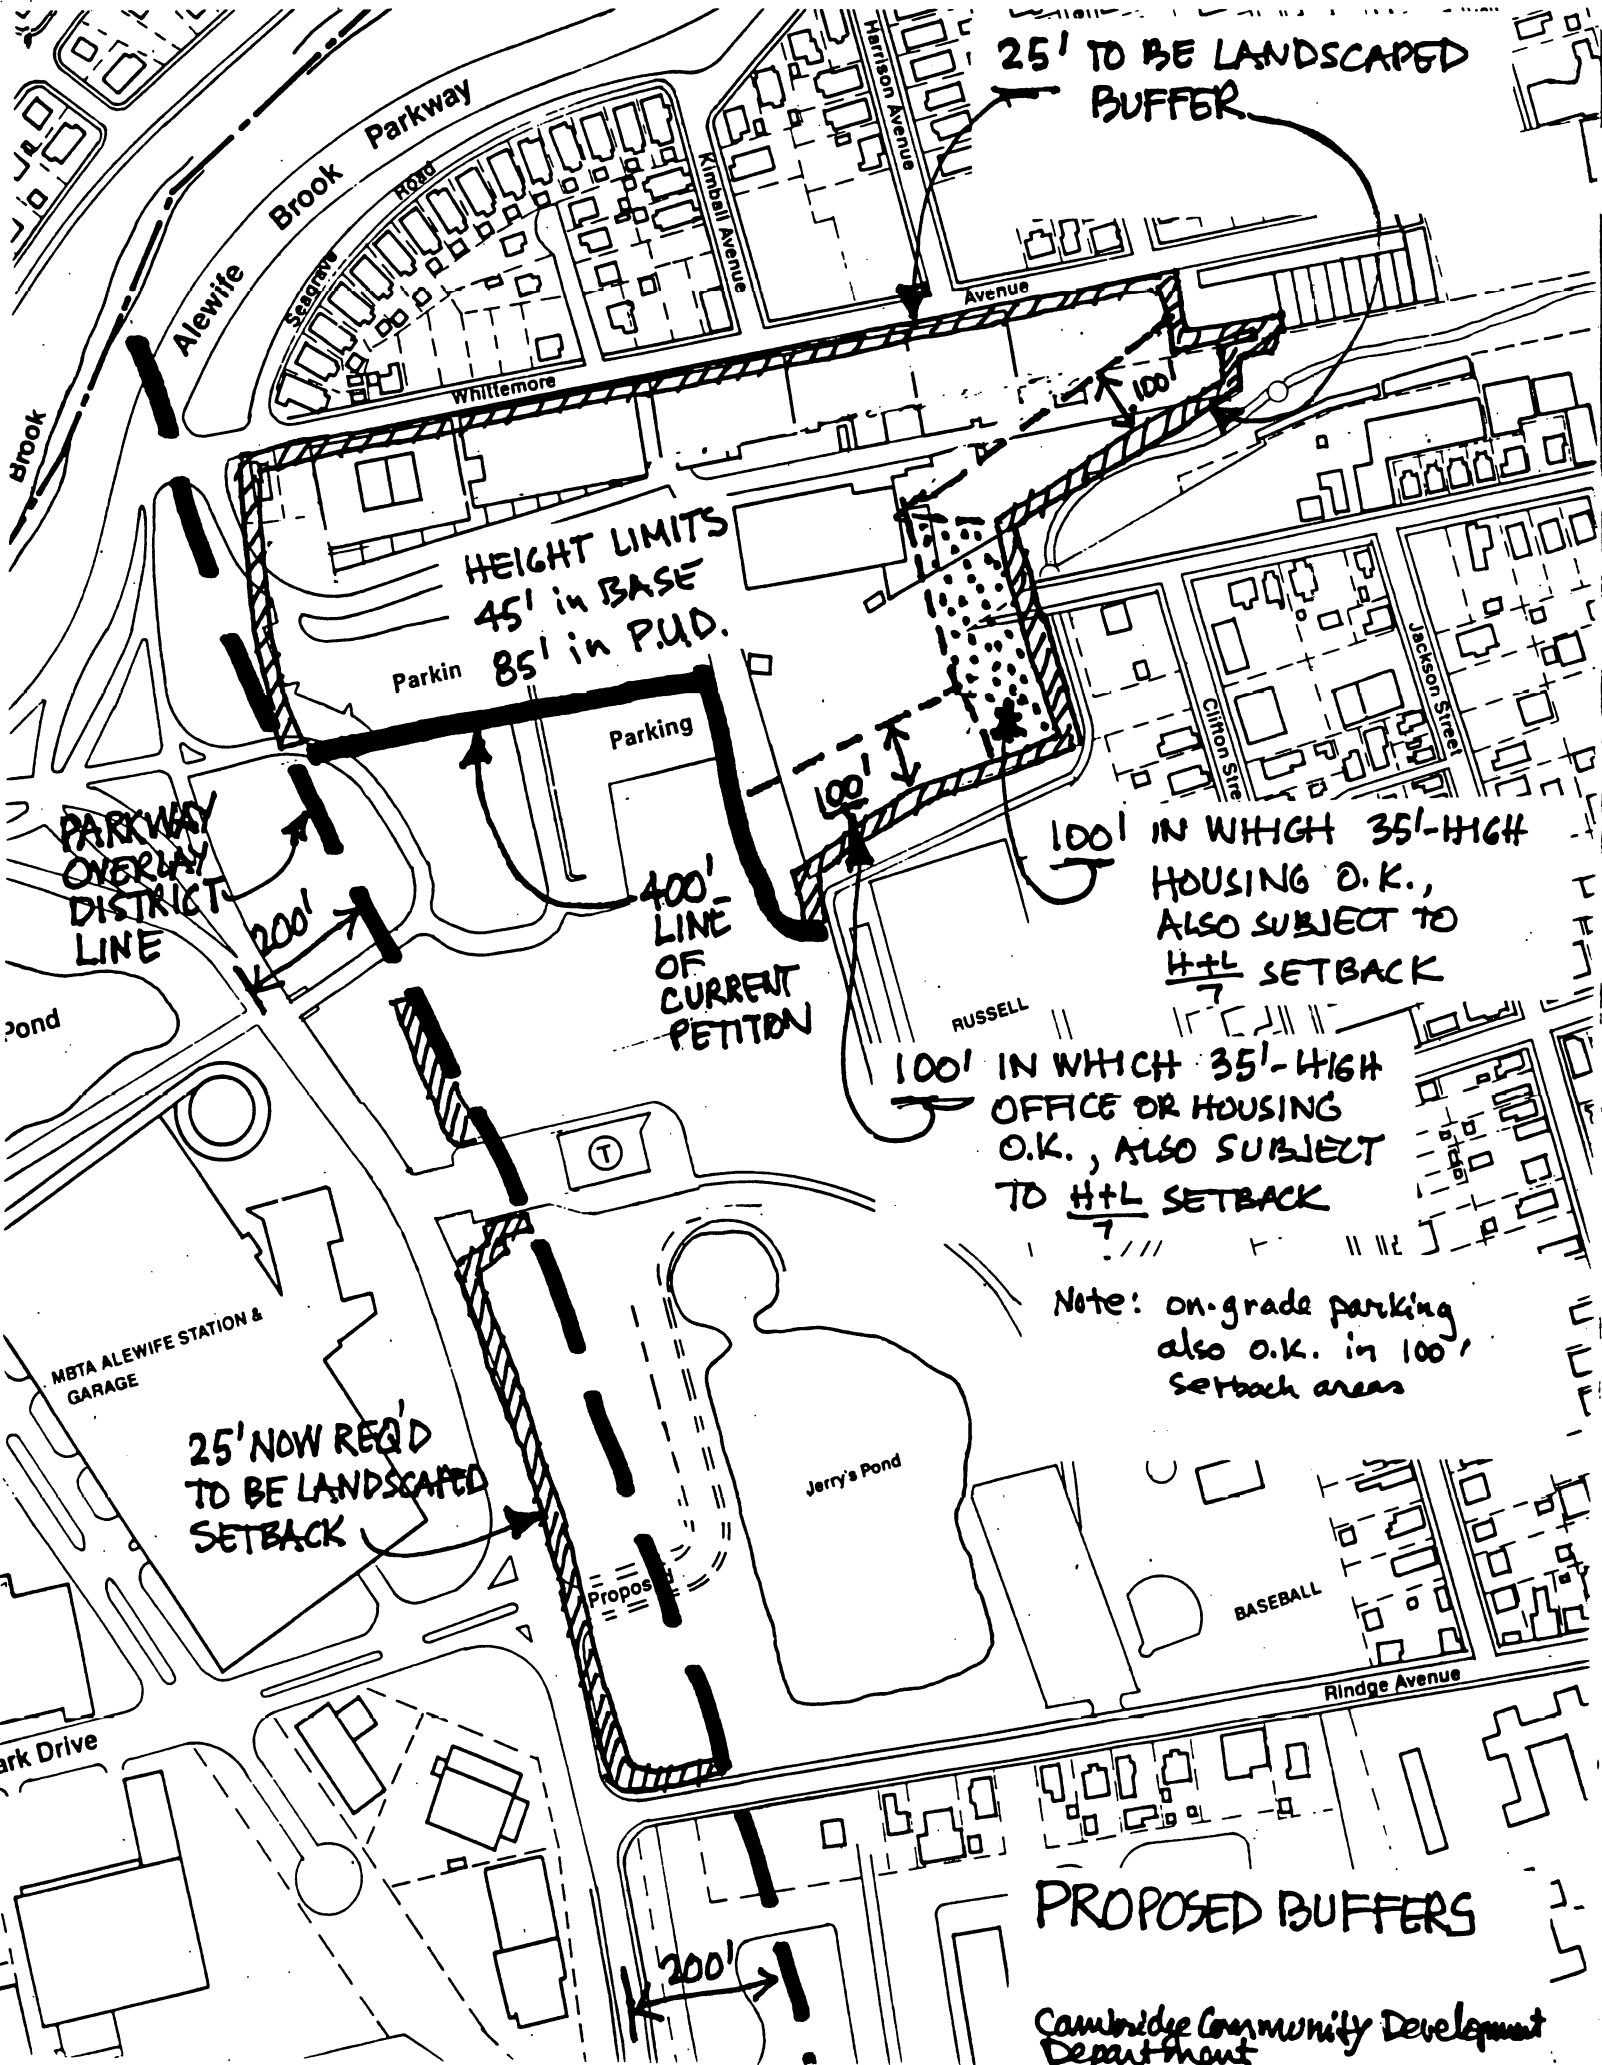 25' TO BE LANDSCAPED
BUFFER
Harrison Avenue
Alewife Brook Parkway
Seagrave Road
Kimball Avenue
Avenue
Whittemore
Brook
100'
HEIGHT LIMITS
45' in BASE
85' in P.U.D.
Parkin
Parking
Jackson Street
Clifton Stre
100'
PARKWAY
OVERLAY
DISTRICT
LINE
200'
400'
LINE
OF
CURRENT
PETITION
100' IN WHICH 35'-HIGH
HOUSING O.K.,
ALSO SUBJECT TO
H+L
7 SETBACK
Pond
RUSSELL
100' IN WHICH 35'-HIGH
OFFICE OR HOUSING
O.K., ALSO SUBJECT
TO H+L SETBACK
7
T
Note: on-grade parking
also O.K. in 100'
setback areas
MBTA ALEWIFE STATION &
GARAGE
25' NOW REQ'D
TO BE LANDSCAPED
SETBACK
Jerry's Pond
Propos
BASEBALL
Rindge Avenue
ark Drive
PROPOSED BUFFERS
200'
Cambridge Community Development
Department